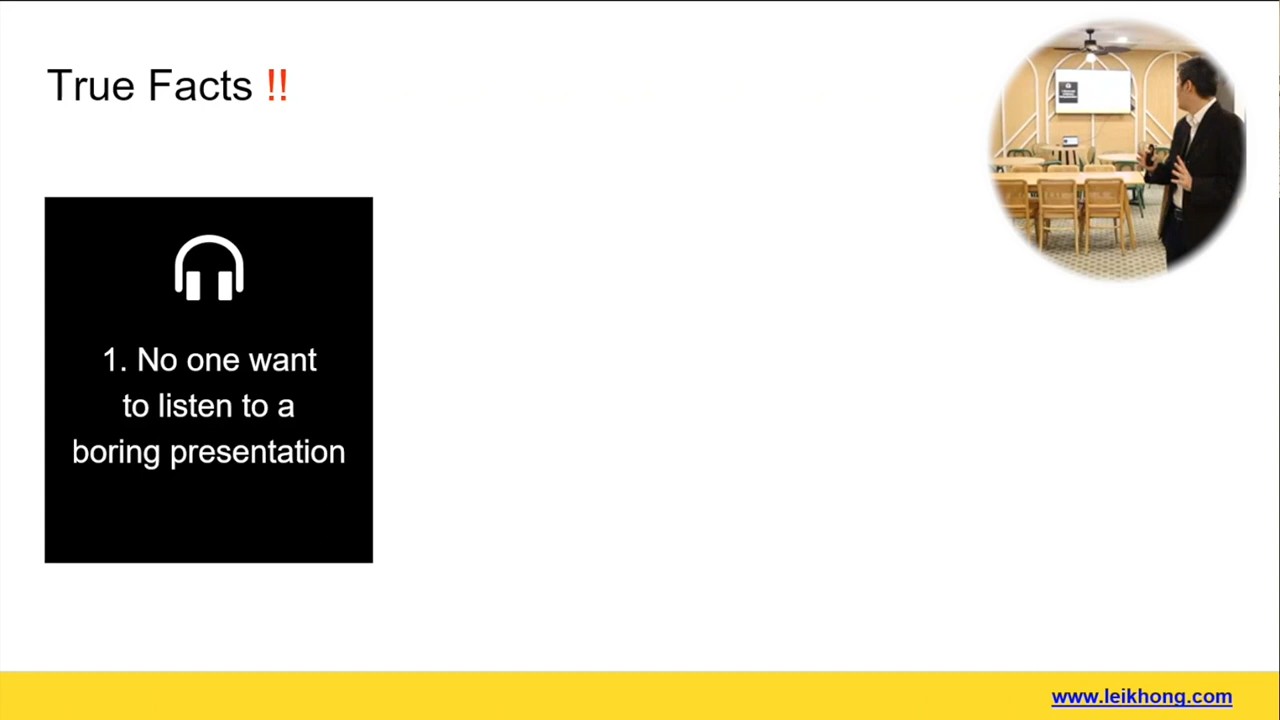 True Facts !!
1. No one want
to listen to a
boring presentation
www.leikhong.com